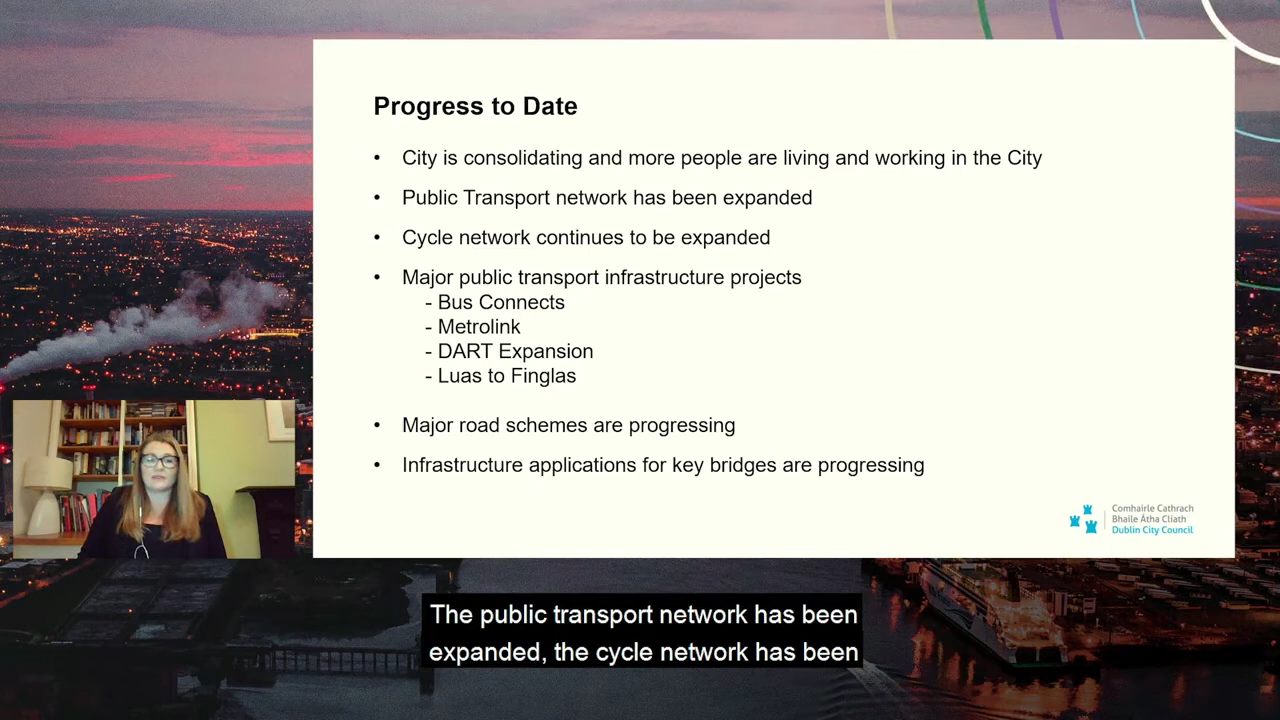 Progress to Date
• City is consolidating and more people are living and working in the City
• Public Transport network has been expanded
• Cycle network continues to be expanded
• Major public transport infrastructure projects
- Bus Connects
- Metrolink
- DART Expansion
- Luas to Finglas
• Major road schemes are progressing
• Infrastructure applications for key bridges are progressing
Comhairle Cathrach
Bhaile Átha Cliath
Dublin City Council
The public transport network has been
expanded, the cycle network has been